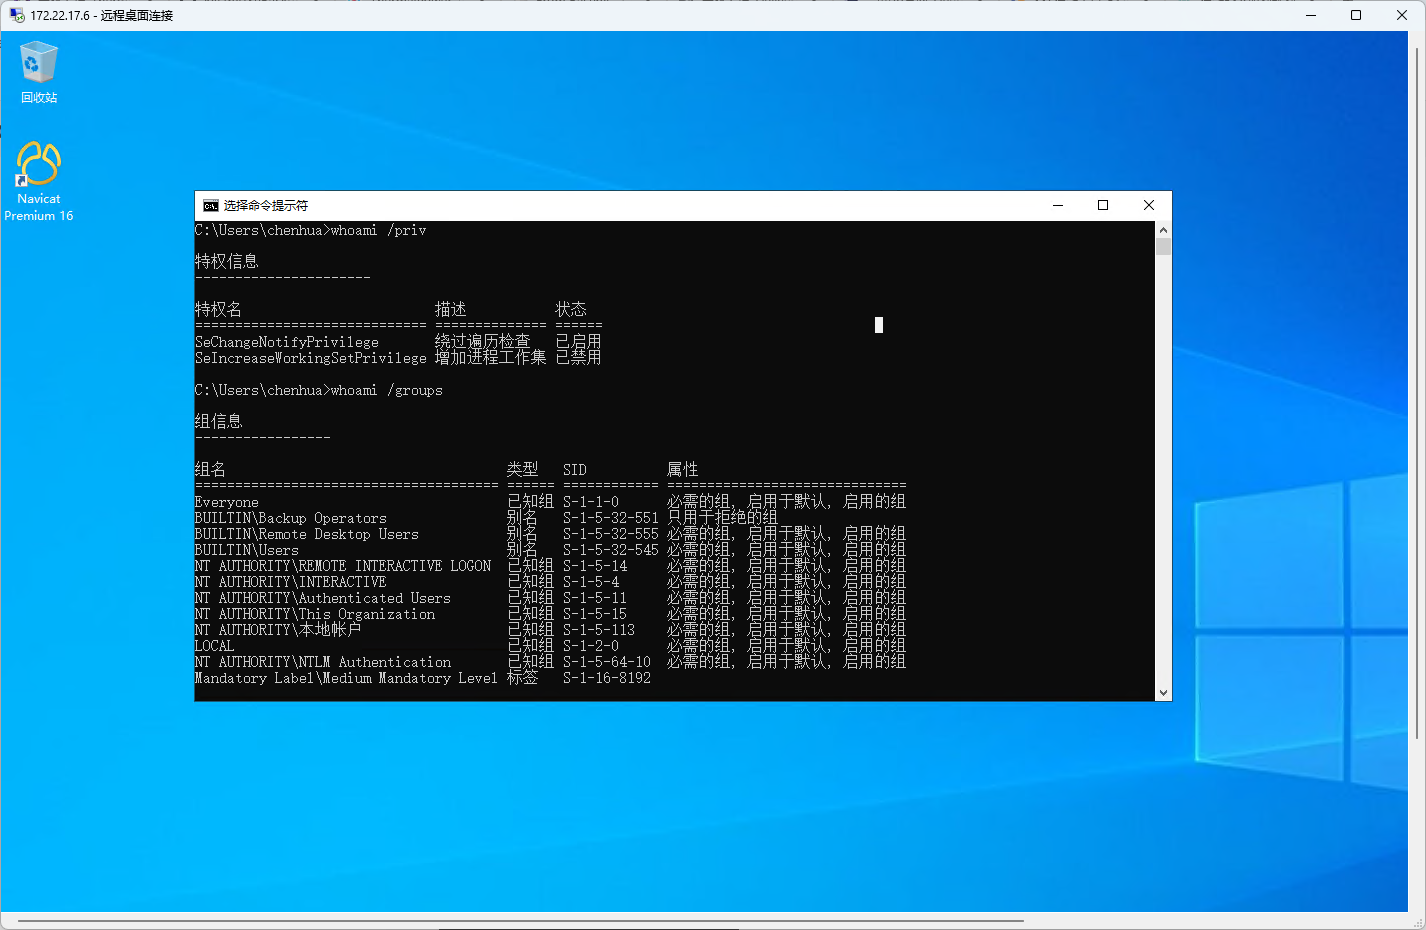 172.22.17.6 - 远程桌面连接
回收站
Navicat
Premium 16
选择命令提示符
C:\Users\chenhua>whoami /priv
特权信息
----------------------
特权名 描述 状态
============================= ============== ======
SeChangeNotifyPrivilege 绕过遍历检查 已启用
SeIncreaseWorkingSetPrivilege 增加进程工作集 已禁用
C:\Users\chenhua>whoami /groups
组信息
-----------------
组名 类型 SID 属性
====================================== ====== ============ ==============================
Everyone 已知组 S-1-1-0 必需的组, 启用于默认, 启用的组
BUILTIN\Backup Operators 别名 S-1-5-32-551 只用于拒绝的组
BUILTIN\Remote Desktop Users 别名 S-1-5-32-555 必需的组, 启用于默认, 启用的组
BUILTIN\Users 别名 S-1-5-32-545 必需的组, 启用于默认, 启用的组
NT AUTHORITY\REMOTE INTERACTIVE LOGON 已知组 S-1-5-14 必需的组, 启用于默认, 启用的组
NT AUTHORITY\INTERACTIVE 已知组 S-1-5-4 必需的组, 启用于默认, 启用的组
NT AUTHORITY\Authenticated Users 已知组 S-1-5-11 必需的组, 启用于默认, 启用的组
NT AUTHORITY\This Organization 已知组 S-1-5-15 必需的组, 启用于默认, 启用的组
NT AUTHORITY\本地帐户 已知组 S-1-5-113 必需的组, 启用于默认, 启用的组
LOCAL 已知组 S-1-2-0 必需的组, 启用于默认, 启用的组
NT AUTHORITY\NTLM Authentication 已知组 S-1-5-64-10 必需的组, 启用于默认, 启用的组
Mandatory Label\Medium Mandatory Level 标签 S-1-16-8192